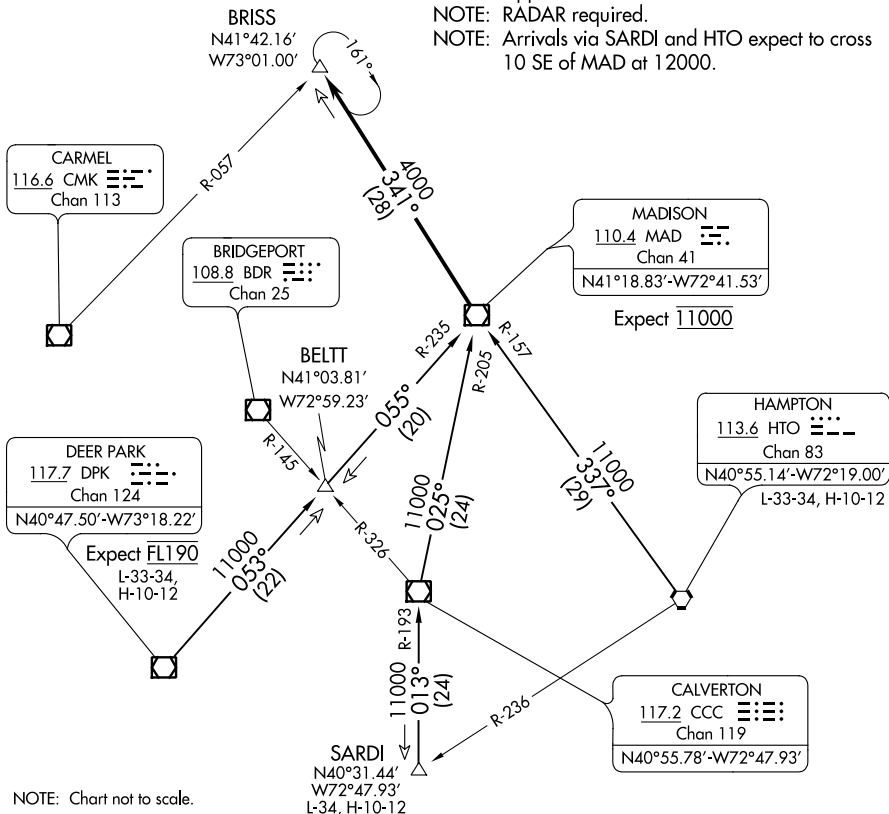 NOTE: RADAR required.
NOTE: Arrivals via SARDI and HTO expect to cross
10 SE of MAD at 12000.
BRISS
N41°42.16'
W73°01.00'
161°
R-057
4000
341°
(28)
CARMEL
116.6 CMK
Chan 113
BRIDGEPORT
108.8 BDR
Chan 25
MADISON
110.4 MAD
Chan 41
N41°18.83'-W72°41.53'
Expect 11000
BELTT
N41°03.81'
W72°59.23'
R-235
R-205
R-157
055°
(20)
R-145
DEER PARK
117.7 DPK
Chan 124
N40°47.50'-W73°18.22'
Expect FL190
L-33-34,
H-10-12
11000
053°
(22)
R-326
11000
025°
(24)
11000
337°
(29)
HAMPTON
113.6 HTO
Chan 83
N40°55.14'-W72°19.00'
L-33-34, H-10-12
R-193
11000
013°
(24)
R-236
CALVERTON
117.2 CCC
Chan 119
N40°55.78'-W72°47.93'
SARDI
N40°31.44'
W72°47.93'
L-34, H-10-12
NOTE: Chart not to scale.